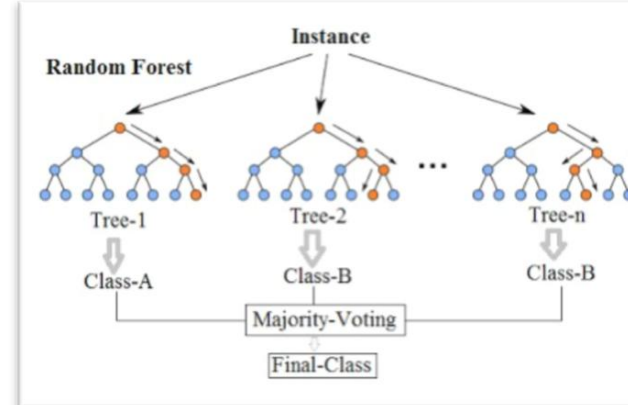 Instance
Random Forest
...
Tree-1 Tree-2 Tree-n
Class-A Class-B Class-B
Majority-Voting
Final-Class